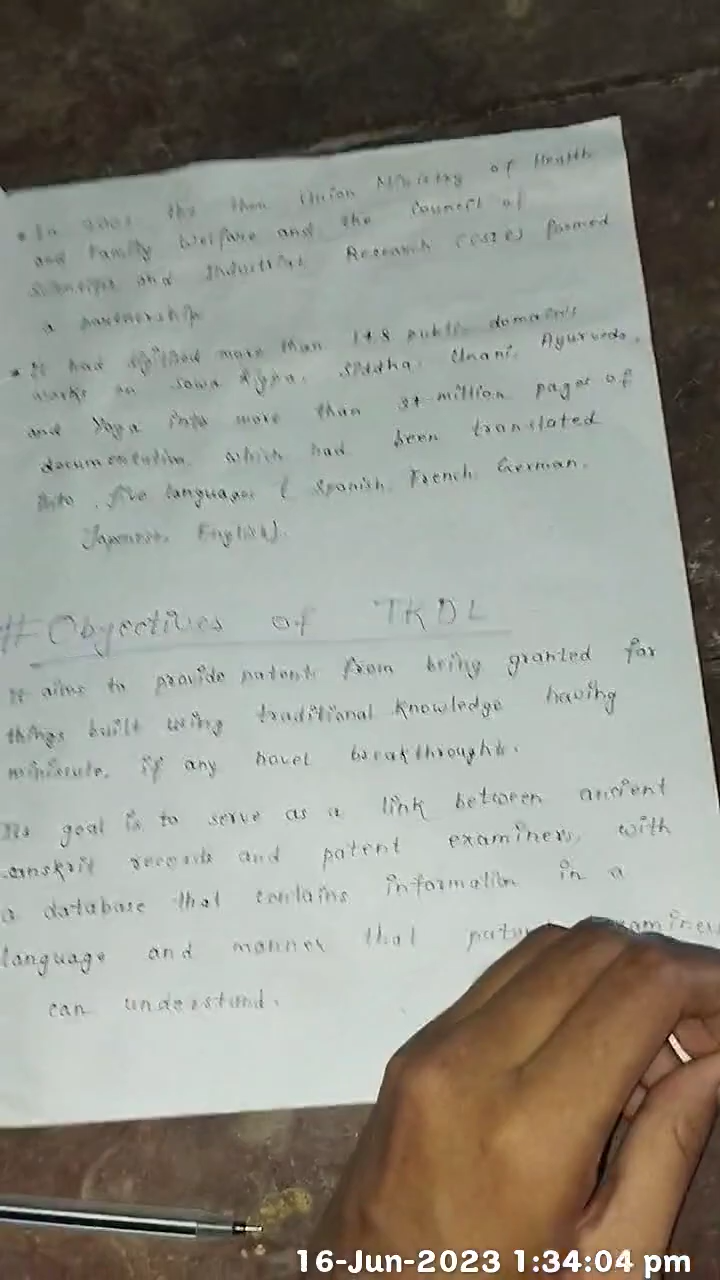 • In the then Union Ministry of Health
and Family Welfare and the Council of
and Industrial Research (CSIR) formed
a partnership
• It had more than 148 public domains
works on Sowa Rigpa, Siddha, Unani, Ayurveda,
and Yoga into more than 34 million pages of
documentation which had been translated
into five languages ( Spanish, French, German,
Japanese, English).
# Objectives of TKDL
It aims to provide patents from being granted for
things built using traditional knowledge having
if any novel breakthroughs.
Its goal is to serve as a link between ancient
sanskrit records and patent examiners, with
a database that contains information in a
language and manner that
can understand.
16-Jun-2023 1:34:04 pm